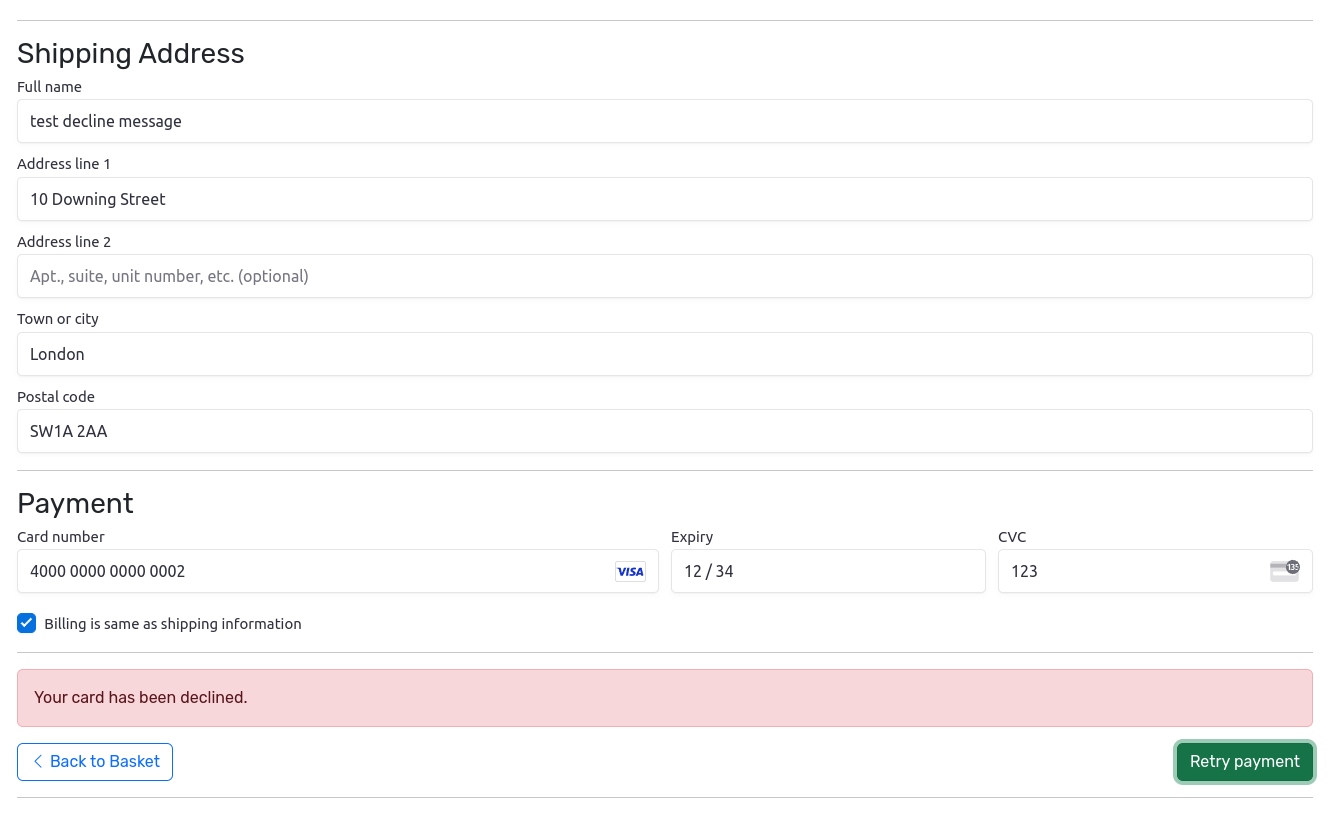 Shipping Address
Full name
test decline message
Address line 1
10 Downing Street
Address line 2
Apt., suite, unit number, etc. (optional)
Town or city
London
Postal code
SW1A 2AA
Payment
Card number Expiry CVC
4000 0000 0000 0002 VISA 12 / 34 123 135
Billing is same as shipping information
Your card has been declined.
Back to Basket Retry payment